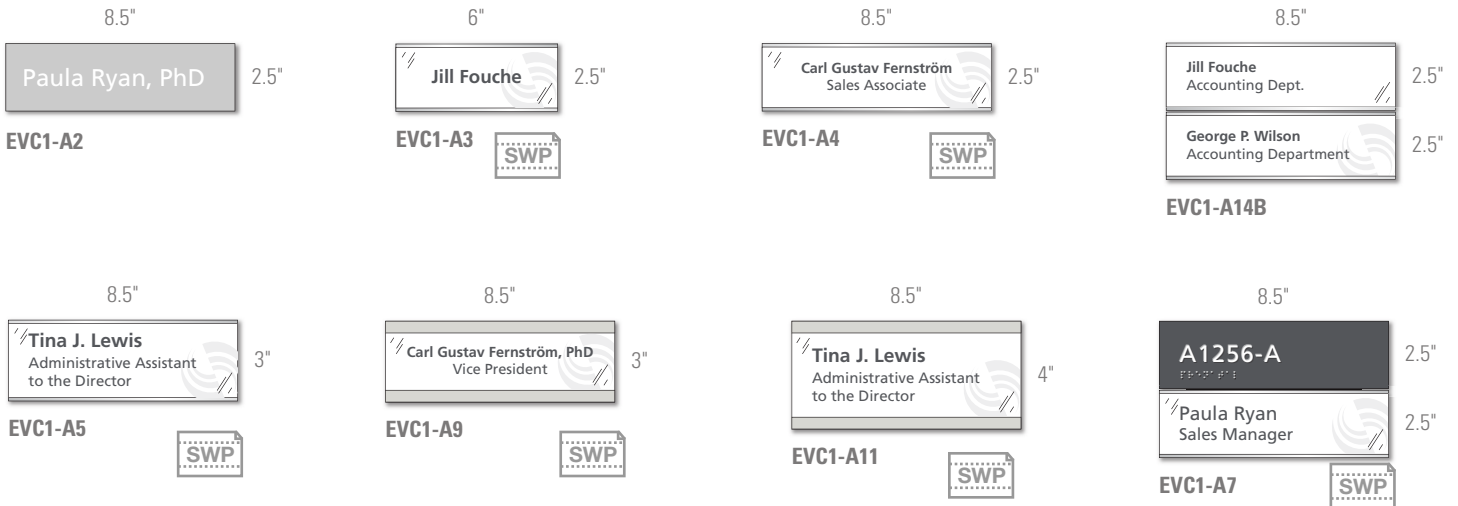 8.5"
Paula Ryan, PhD
2.5"
EVC1-A2
6"
Jill Fouche
2.5"
EVC1-A3
SWP
8.5"
Carl Gustav Fernström
Sales Associate
2.5"
EVC1-A4
SWP
8.5"
Jill Fouche
Accounting Dept.
2.5"
George P. Wilson
Accounting Department
2.5"
EVC1-A14B
8.5"
Tina J. Lewis
Administrative Assistant
to the Director
3"
EVC1-A5
SWP
8.5"
Carl Gustav Fernström, PhD
Vice President
3"
EVC1-A9
SWP
8.5"
Tina J. Lewis
Administrative Assistant
to the Director
4"
EVC1-A11
SWP
8.5"
A1256-A
2.5"
Paula Ryan
Sales Manager
2.5"
EVC1-A7
SWP